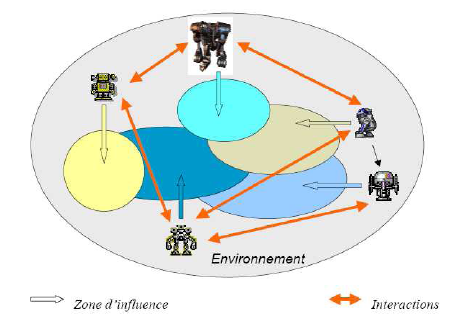 Environnement
Zone d'influence
Interactions